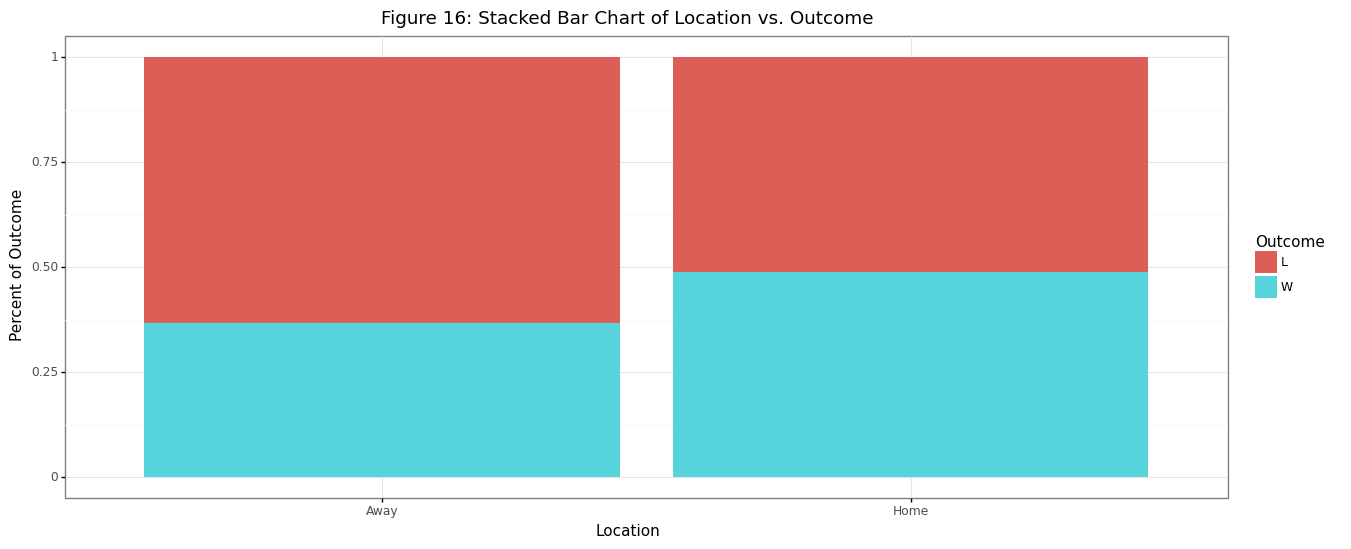 Figure 16: Stacked Bar Chart of Location vs. Outcome
Percent of Outcome
1
0.75
0.50
0.25
0
Away
Home
Location
Outcome
L
W